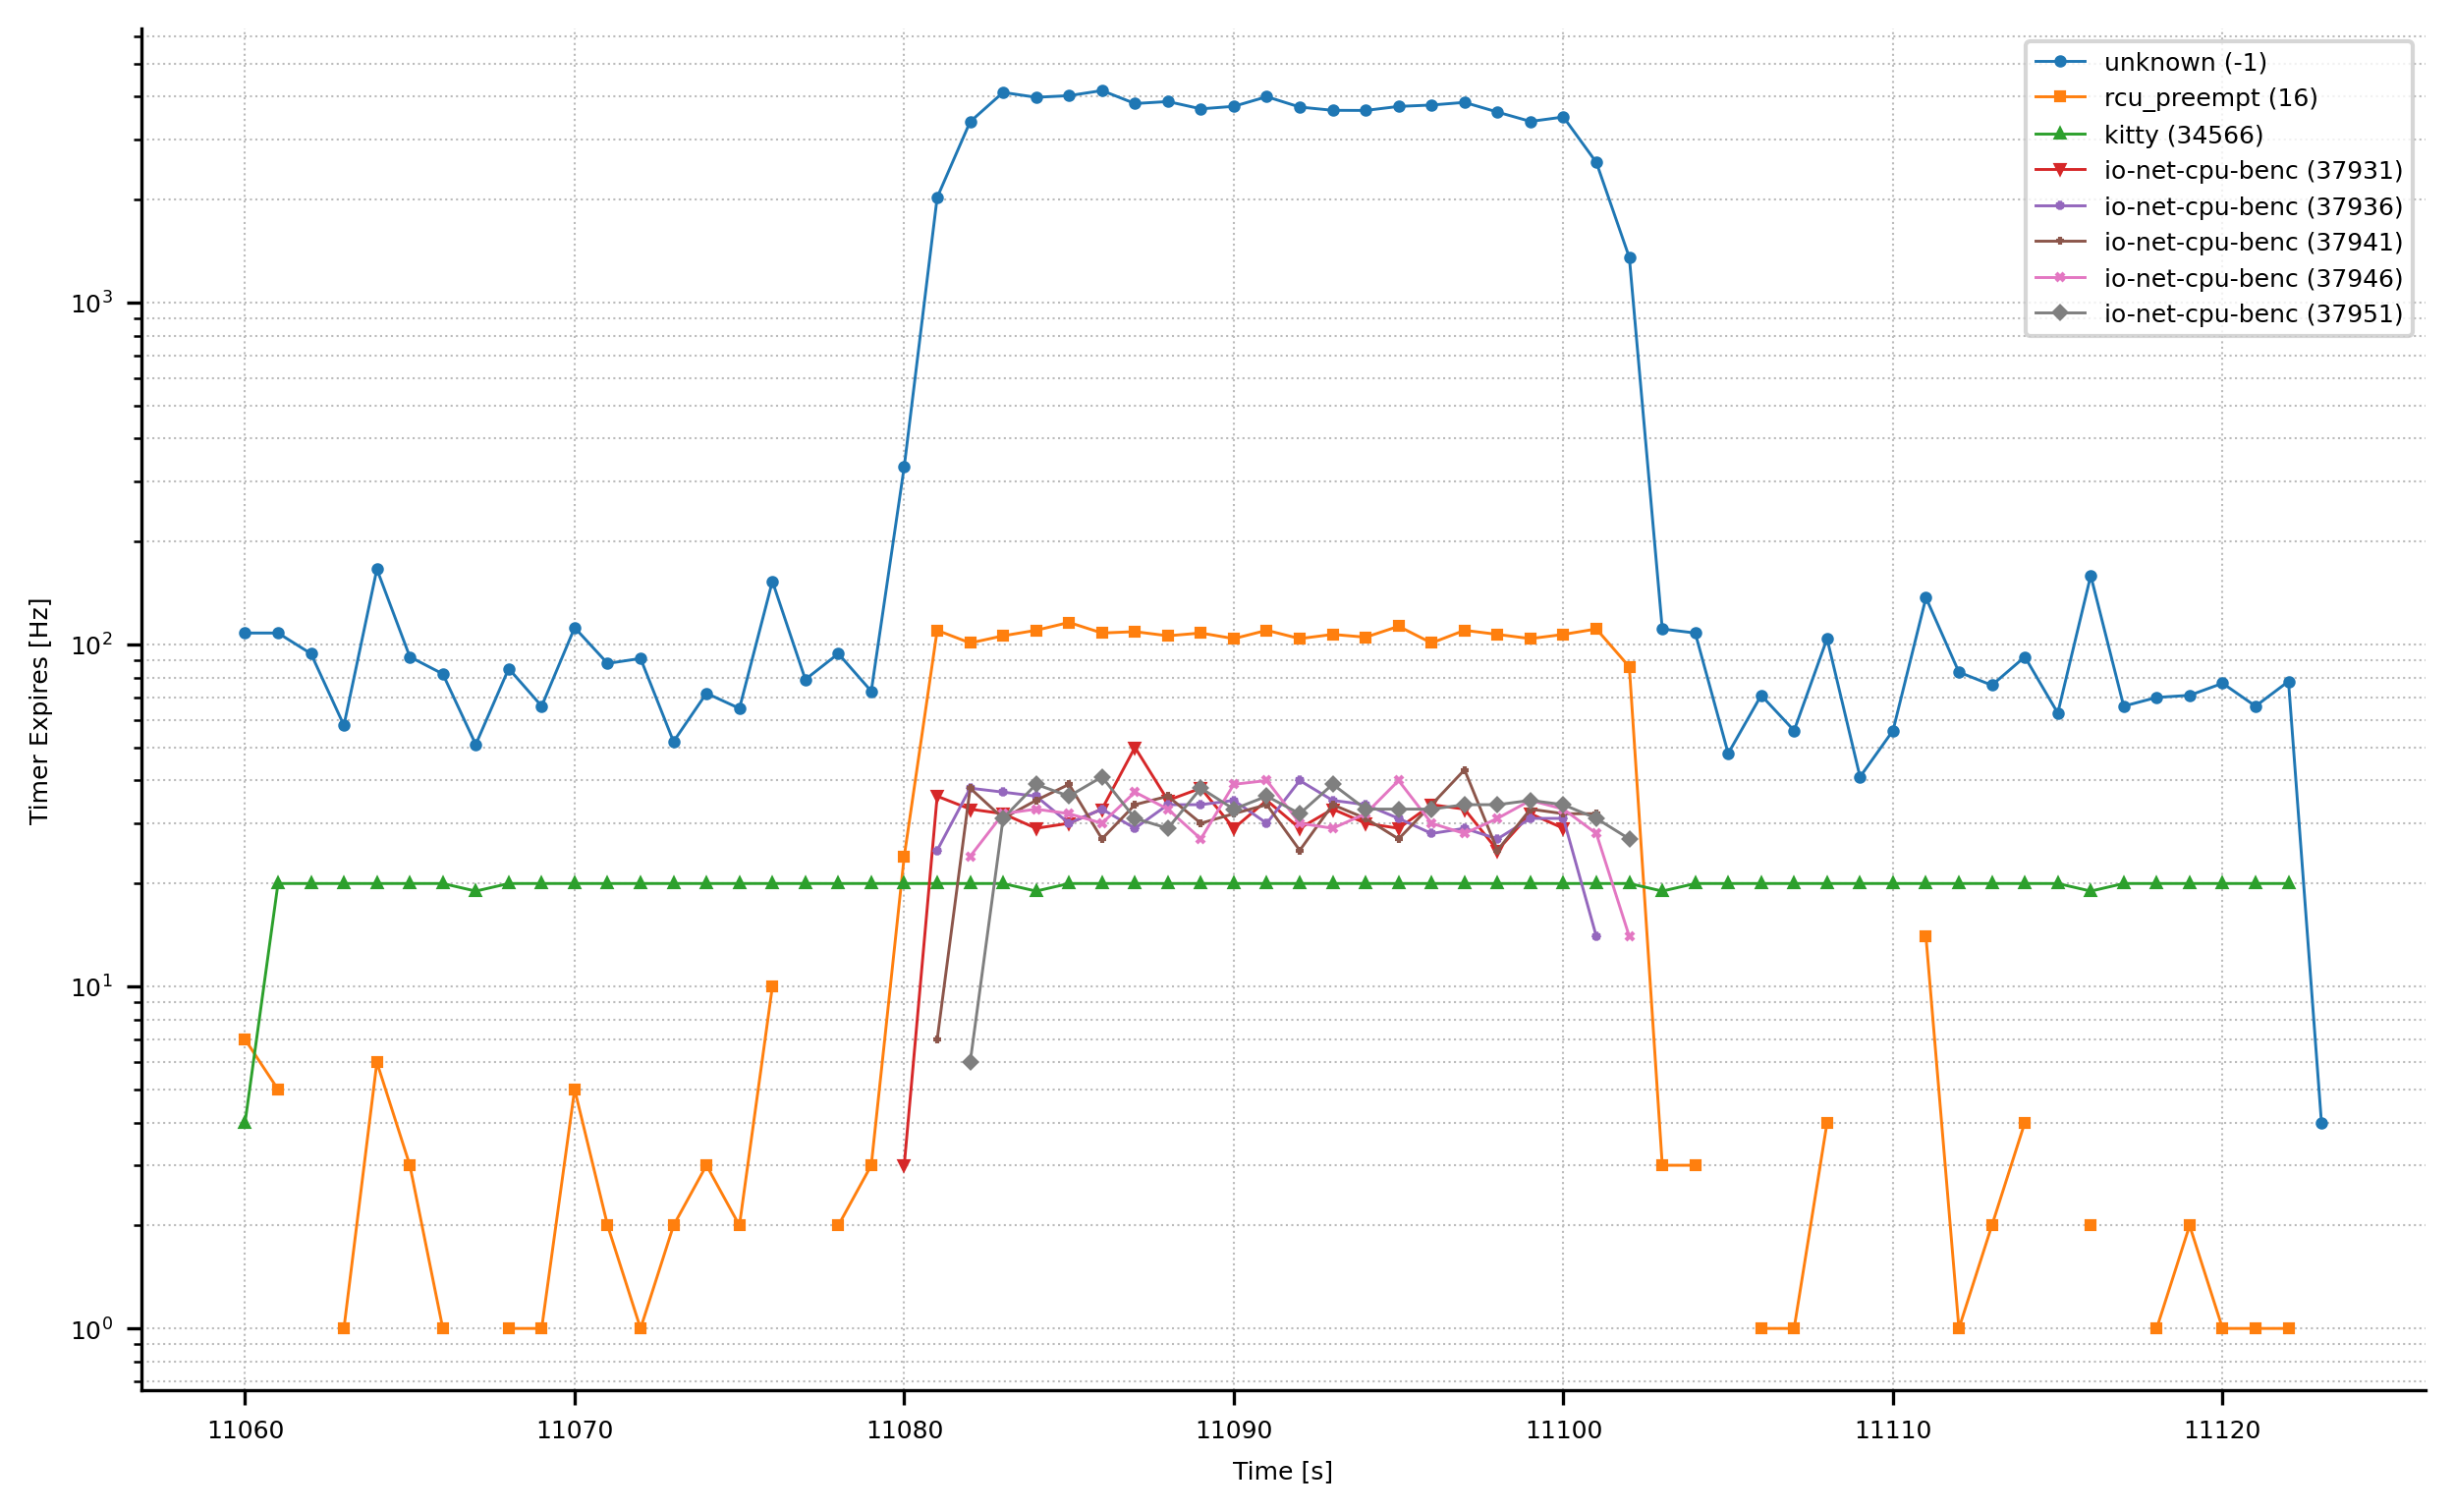 unknown (-1)
rcu_preempt (16)
kitty (34566)
io-net-cpu-benc (37931)
io-net-cpu-benc (37936)
io-net-cpu-benc (37941)
io-net-cpu-benc (37946)
io-net-cpu-benc (37951)
Timer Expires [Hz]
10³
10²
10¹
10⁰
11060 11070 11080 11090 11100 11110 11120
Time [s]